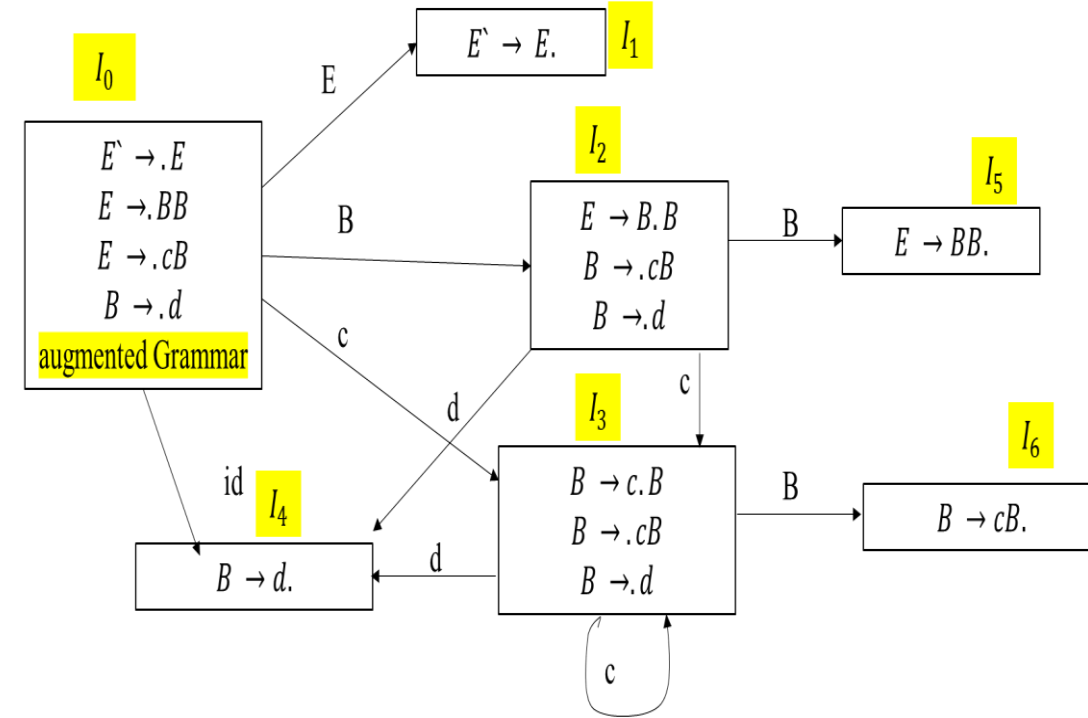 I₀
E` → .E
E → .BB
E → .cB
B → .d
augmented Grammar
E
E` → E.
I₁
B
I₂
E → B.B
B → .cB
B → .d
B
I₅
E → BB.
c
d
c
I₃
B → c.B
B → .cB
B → .d
B
I₆
B → cB.
id
I₄
B → d.
d
c